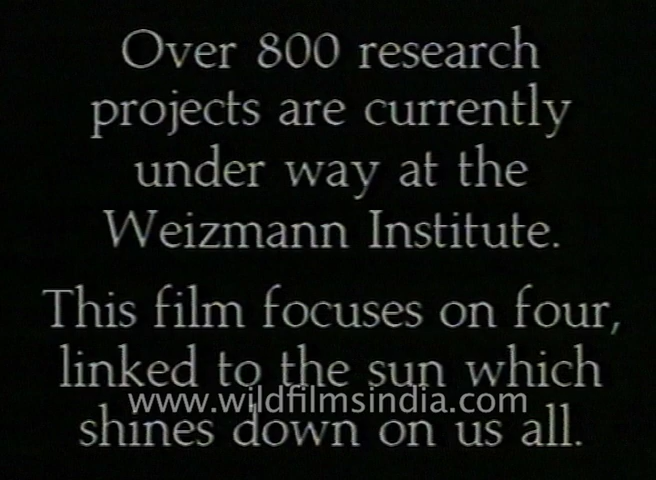 Over 800 research
projects are currently
under way at the
Weizmann Institute.
This film focuses on four,
linked to the sun which
www.wildfilmsindia.com
shines down on us all.